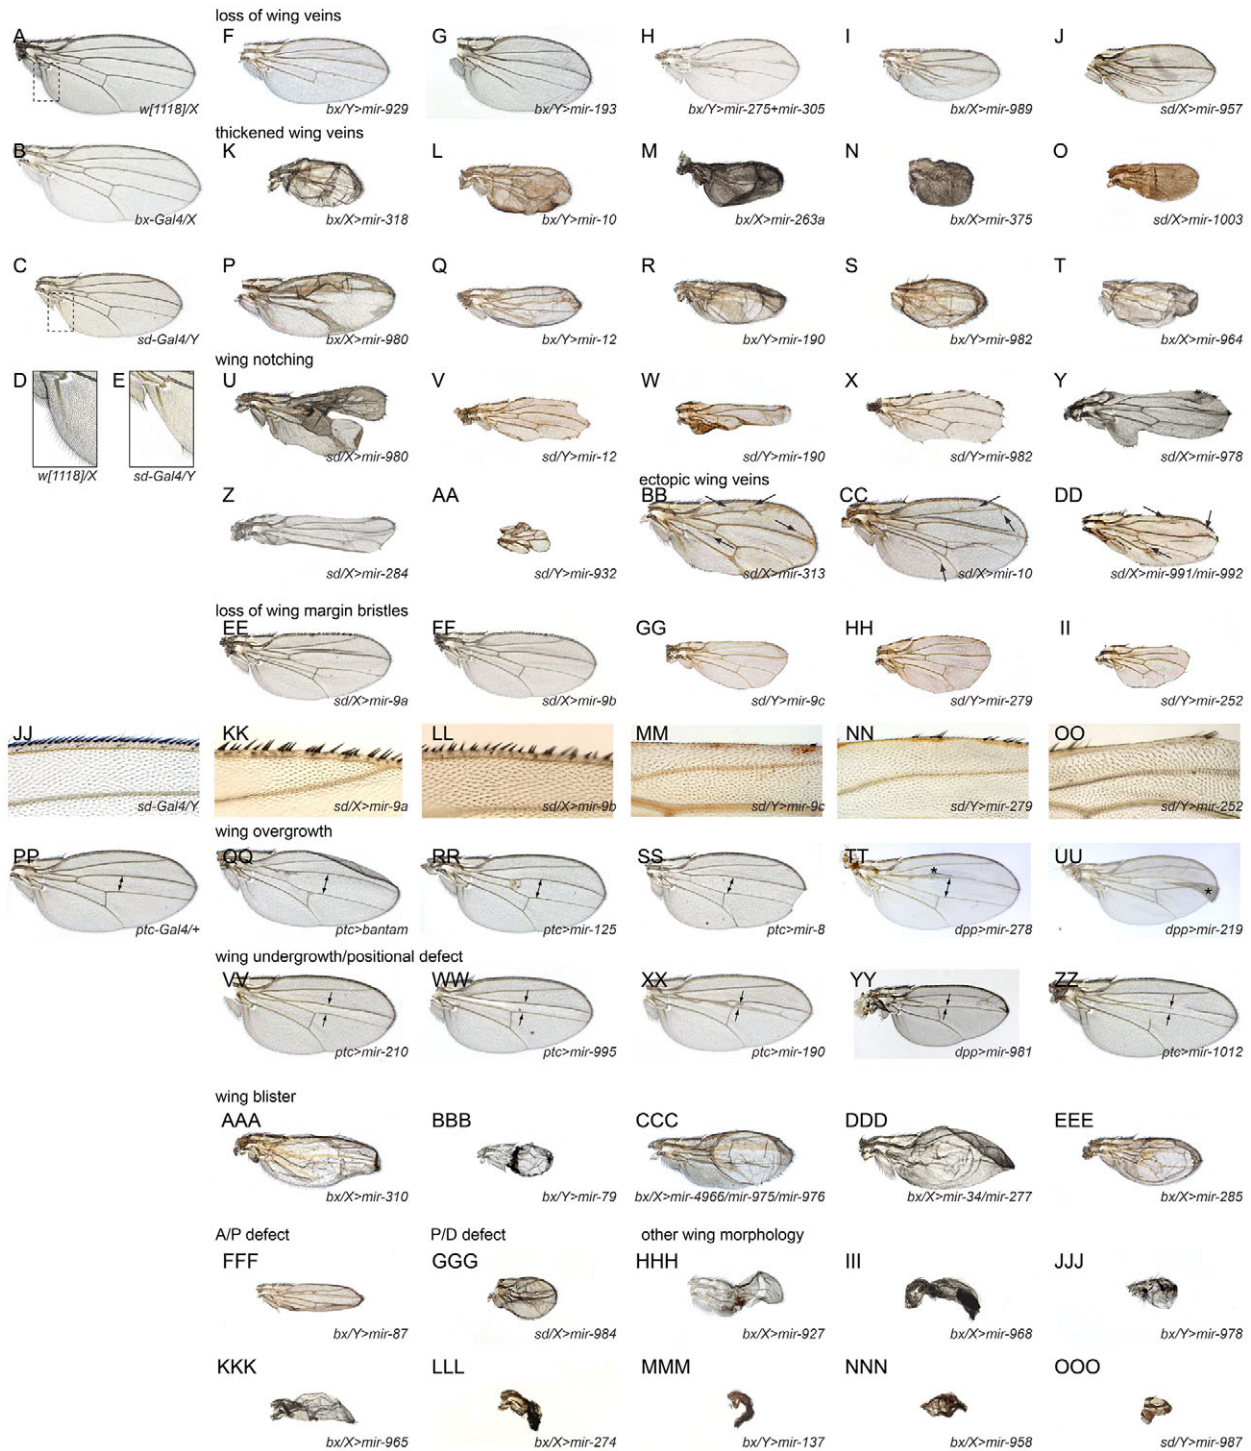 loss of wing veins
A F G H I J
w[1118]/X bx/Y>mir-929 bx/Y>mir-193 bx/Y>mir-275+mir-305 bx/X>mir-989 sd/X>mir-957
thickened wing veins
B K L M N O
bx-Gal4/X bx/X>mir-318 bx/Y>mir-10 bx/X>mir-263a bx/X>mir-375 sd/X>mir-1003
C P Q R S T
sd-Gal4/Y bx/X>mir-980 bx/Y>mir-12 bx/Y>mir-190 bx/Y>mir-982 bx/Y>mir-964
wing notching
D E U V W X Y
sd/X>mir-980 sd/Y>mir-12 sd/Y>mir-190 sd/Y>mir-982 sd/X>mir-978
w[1118]/X sd-Gal4/Y
ectopic wing veins
Z AA BB CC DD
sd/X>mir-284 sd/Y>mir-932 sd/X>mir-313 sd/X>mir-10 sd/X>mir-991/mir-992
loss of wing margin bristles
EE FF GG HH II
sd/X>mir-9a sd/X>mir-9b sd/Y>mir-9c sd/Y>mir-279 sd/Y>mir-252
JJ KK LL MM NN OO
sd-Gal4/Y sd/X>mir-9a sd/X>mir-9b sd/Y>mir-9c sd/Y>mir-279 sd/Y>mir-252
wing overgrowth
PP QQ RR SS TT UU
* *
ptc-Gal4/+ ptc>bantam ptc>mir-125 ptc>mir-8 dpp>mir-278 dpp>mir-219
wing undergrowth/positional defect
VV WW XX YY ZZ
ptc>mir-210 ptc>mir-995 ptc>mir-190 dpp>mir-981 ptc>mir-1012
wing blister
AAA BBB CCC DDD EEE
bx/X>mir-310 bx/Y>mir-79 bx/X>mir-4966/mir-975/mir-976 bx/X>mir-34/mir-277 bx/X>mir-285
A/P defect P/D defect other wing morphology
FFF GGG HHH III JJJ
bx/Y>mir-87 sd/X>mir-984 bx/X>mir-927 bx/X>mir-968 bx/Y>mir-978
KKK LLL MMM NNN OOO
bx/X>mir-965 bx/X>mir-274 bx/Y>mir-137 bx/X>mir-958 sd/Y>mir-987